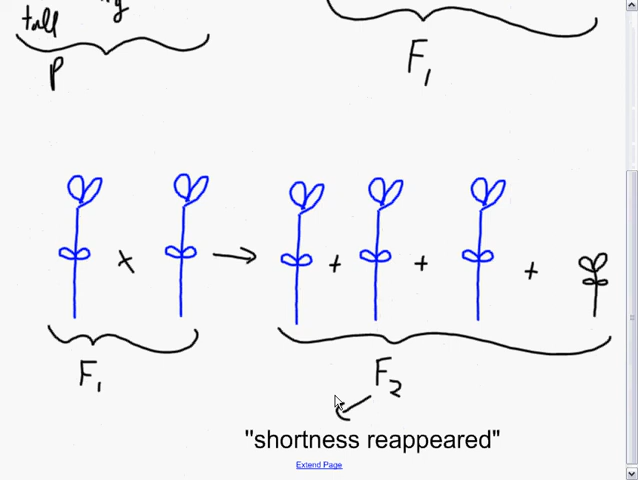 tall
P
F₁
x → + + +
F₁
F₂
"shortness reappeared"
Extend Page